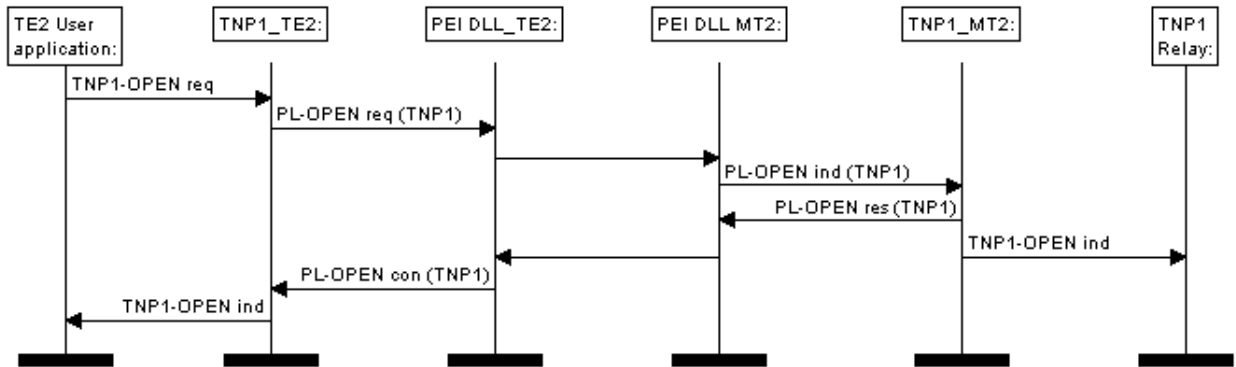 TE2 User
application:
TNP1_TE2:
PEI DLL_TE2:
PEI DLL MT2:
TNP1_MT2:
TNP1
Relay:
TNP1-OPEN req
PL-OPEN req (TNP1)
PL-OPEN ind (TNP1)
PL-OPEN res (TNP1)
TNP1-OPEN ind
PL-OPEN con (TNP1)
TNP1-OPEN ind